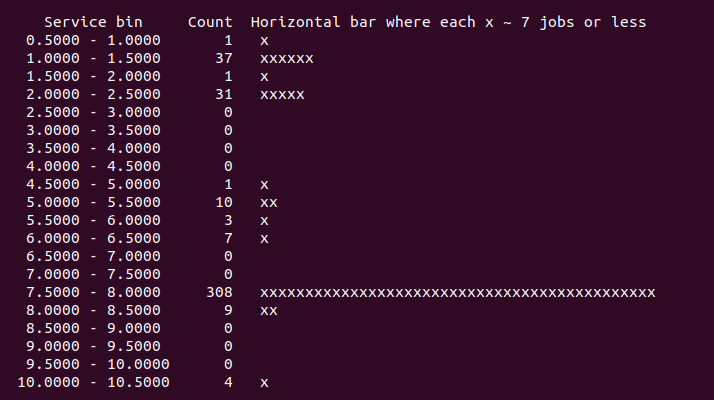 Service bin     Count  Horizontal bar where each x ~ 7 jobs or less
0.5000 - 1.0000       1   x
1.0000 - 1.5000      37   xxxxxx
1.5000 - 2.0000       1   x
2.0000 - 2.5000      31   xxxxx
2.5000 - 3.0000       0
3.0000 - 3.5000       0
3.5000 - 4.0000       0
4.0000 - 4.5000       0
4.5000 - 5.0000       1   x
5.0000 - 5.5000      10   xx
5.5000 - 6.0000       3   x
6.0000 - 6.5000       7   x
6.5000 - 7.0000       0
7.0000 - 7.5000       0
7.5000 - 8.0000     308   xxxxxxxxxxxxxxxxxxxxxxxxxxxxxxxxxxxxxxxxxxxx
8.0000 - 8.5000       9   xx
8.5000 - 9.0000       0
9.0000 - 9.5000       0
9.5000 - 10.0000      0
10.0000 - 10.5000     4   x